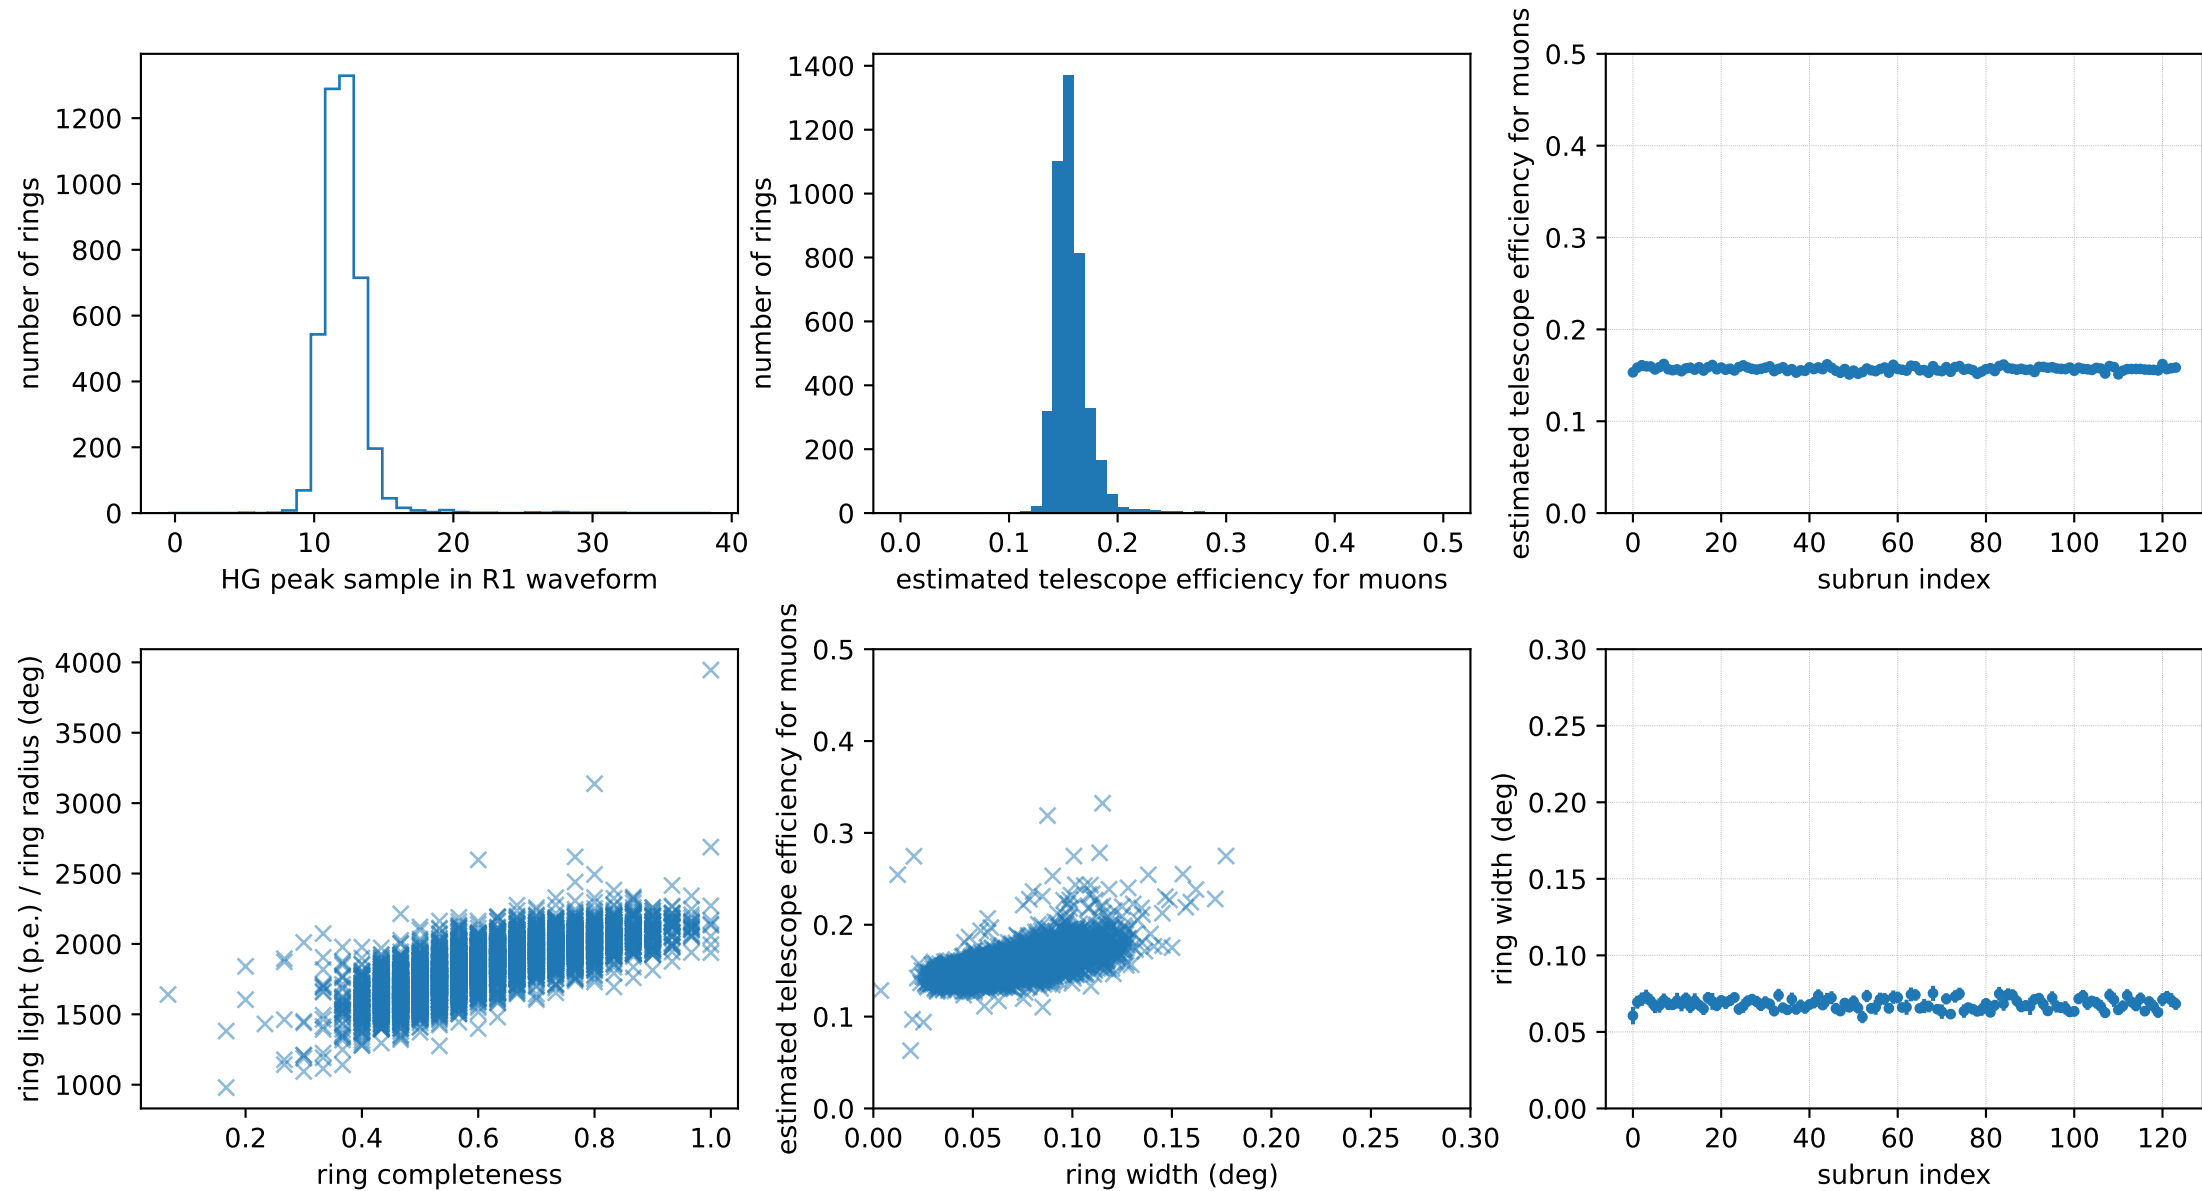 number of rings
1200
1000
800
600
400
200
0
0 10 20 30 40
HG peak sample in R1 waveform
number of rings
1400
1200
1000
800
600
400
200
0
0.0 0.1 0.2 0.3 0.4 0.5
estimated telescope efficiency for muons
estimated telescope efficiency for muons
0.5
0.4
0.3
0.2
0.1
0.0
0 20 40 60 80 100 120
subrun index
ring light (p.e.) / ring radius (deg)
4000
3500
3000
2500
2000
1500
1000
0.2 0.4 0.6 0.8 1.0
ring completeness
estimated telescope efficiency for muons
0.5
0.4
0.3
0.2
0.1
0.0
0.00 0.05 0.10 0.15 0.20 0.25 0.30
ring width (deg)
ring width (deg)
0.30
0.25
0.20
0.15
0.10
0.05
0.00
0 20 40 60 80 100 120
subrun index